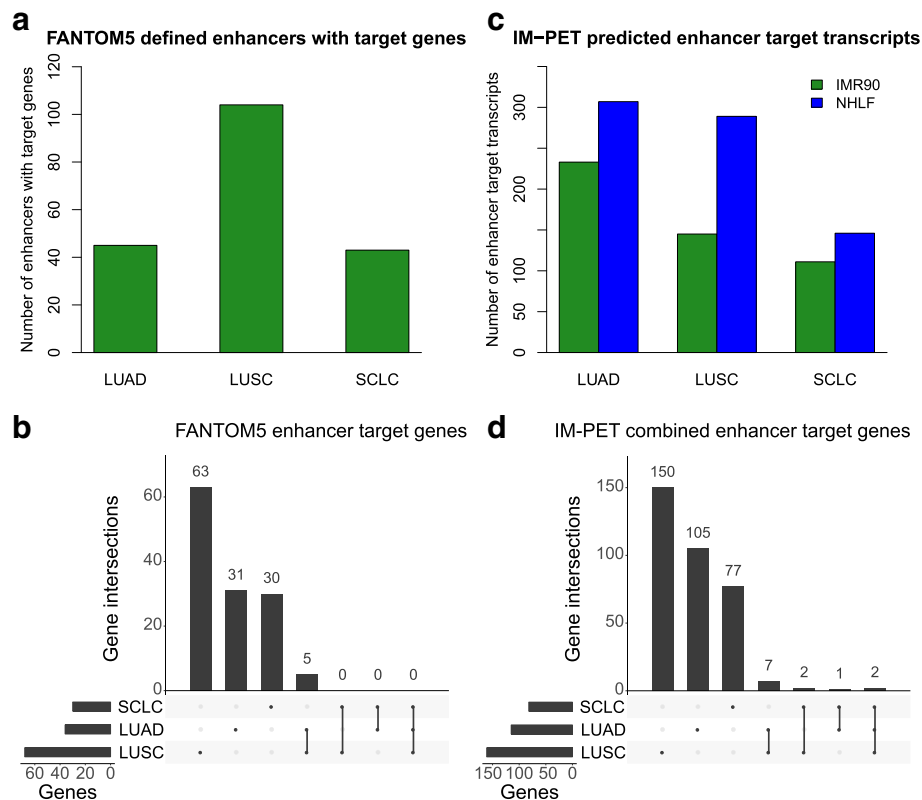 a
FANTOM5 defined enhancers with target genes
Number of enhancers with target genes
120
100
80
60
40
20
0
LUAD LUSC SCLC
c
IM−PET predicted enhancer target transcripts
Number of enhancer target transcripts
300
200
100
50
0
IMR90
NHLF
LUAD LUSC SCLC
b
FANTOM5 enhancer target genes
Gene intersections
60
40
20
0
63
31
30
5
0
0
0
SCLC
LUAD
LUSC
60 40 20 0
Genes
d
IM-PET combined enhancer target genes
Gene intersections
150
100
50
0
150
105
77
7
2
1
2
SCLC
LUAD
LUSC
150 100 50 0
Genes